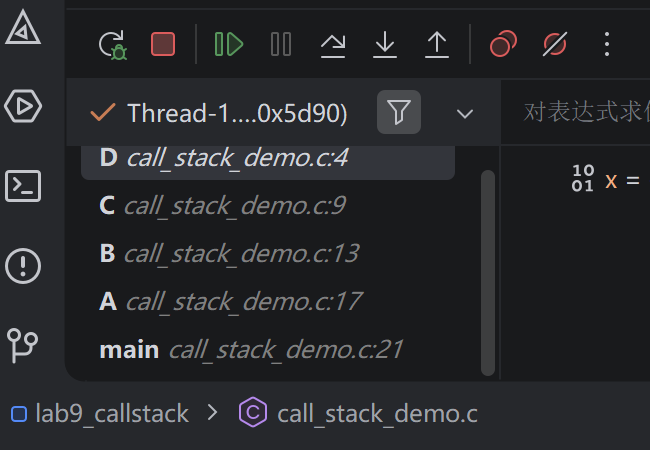 Thread-1....0x5d90)
对表达式求值
D call_stack_demo.c:4
C call_stack_demo.c:9
B call_stack_demo.c:13
A call_stack_demo.c:17
main call_stack_demo.c:21
10
01 x =
lab9_callstack > call_stack_demo.c